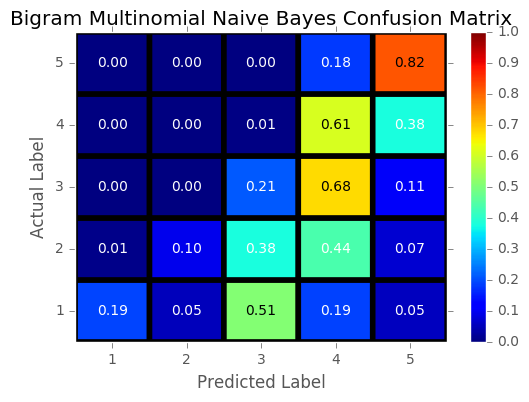 Bigram Multinomial Naive Bayes Confusion Matrix
1.0
0.9
0.8
0.7
0.6
0.5
0.4
0.3
0.2
0.1
0.0
Actual Label
5 0.00 0.00 0.00 0.18 0.82
4 0.00 0.00 0.01 0.61 0.38
3 0.00 0.00 0.21 0.68 0.11
2 0.01 0.10 0.38 0.44 0.07
1 0.19 0.05 0.51 0.19 0.05
1 2 3 4 5
Predicted Label